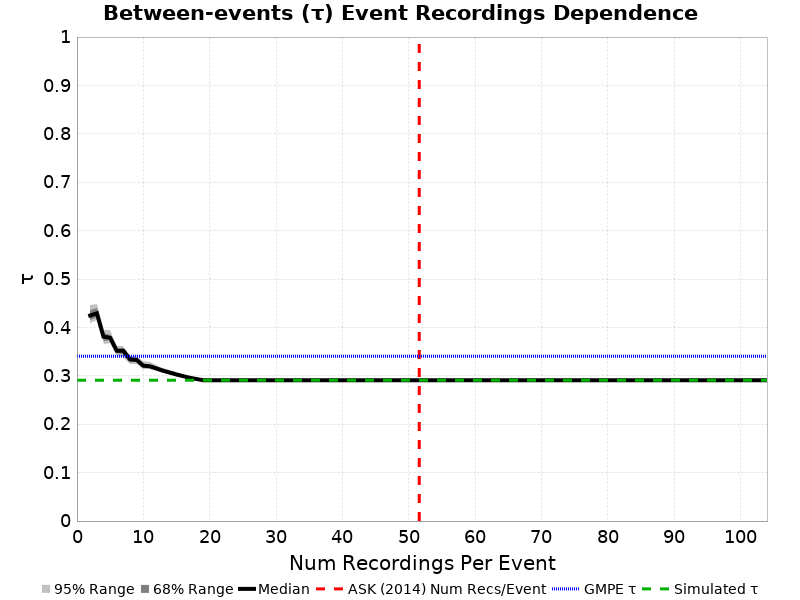 Between-events (τ) Event Recordings Dependence
1
0.9
0.8
0.7
0.6
0.5
0.4
0.3
0.2
0.1
0
τ
0 10 20 30 40 50 60 70 80 90 100
Num Recordings Per Event
95% Range 68% Range Median ASK (2014) Num Recs/Event GMPE τ Simulated τ